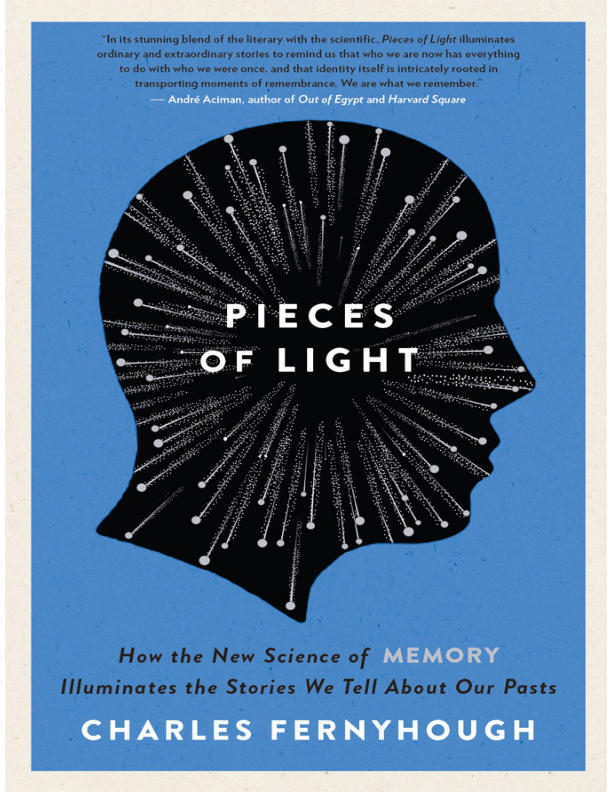 "In its stunning blend of the literary with the scientific, Pieces of Light illuminates
ordinary and extraordinary stories to remind us that who we are now has everything
to do with who we were once, and that identity itself is intricately rooted in
transporting moments of remembrance. We are what we remember."
— André Aciman, author of Out of Egypt and Harvard Square
PIECES
OF LIGHT
How the New Science of MEMORY
Illuminates the Stories We Tell About Our Pasts
CHARLES FERNYHOUGH